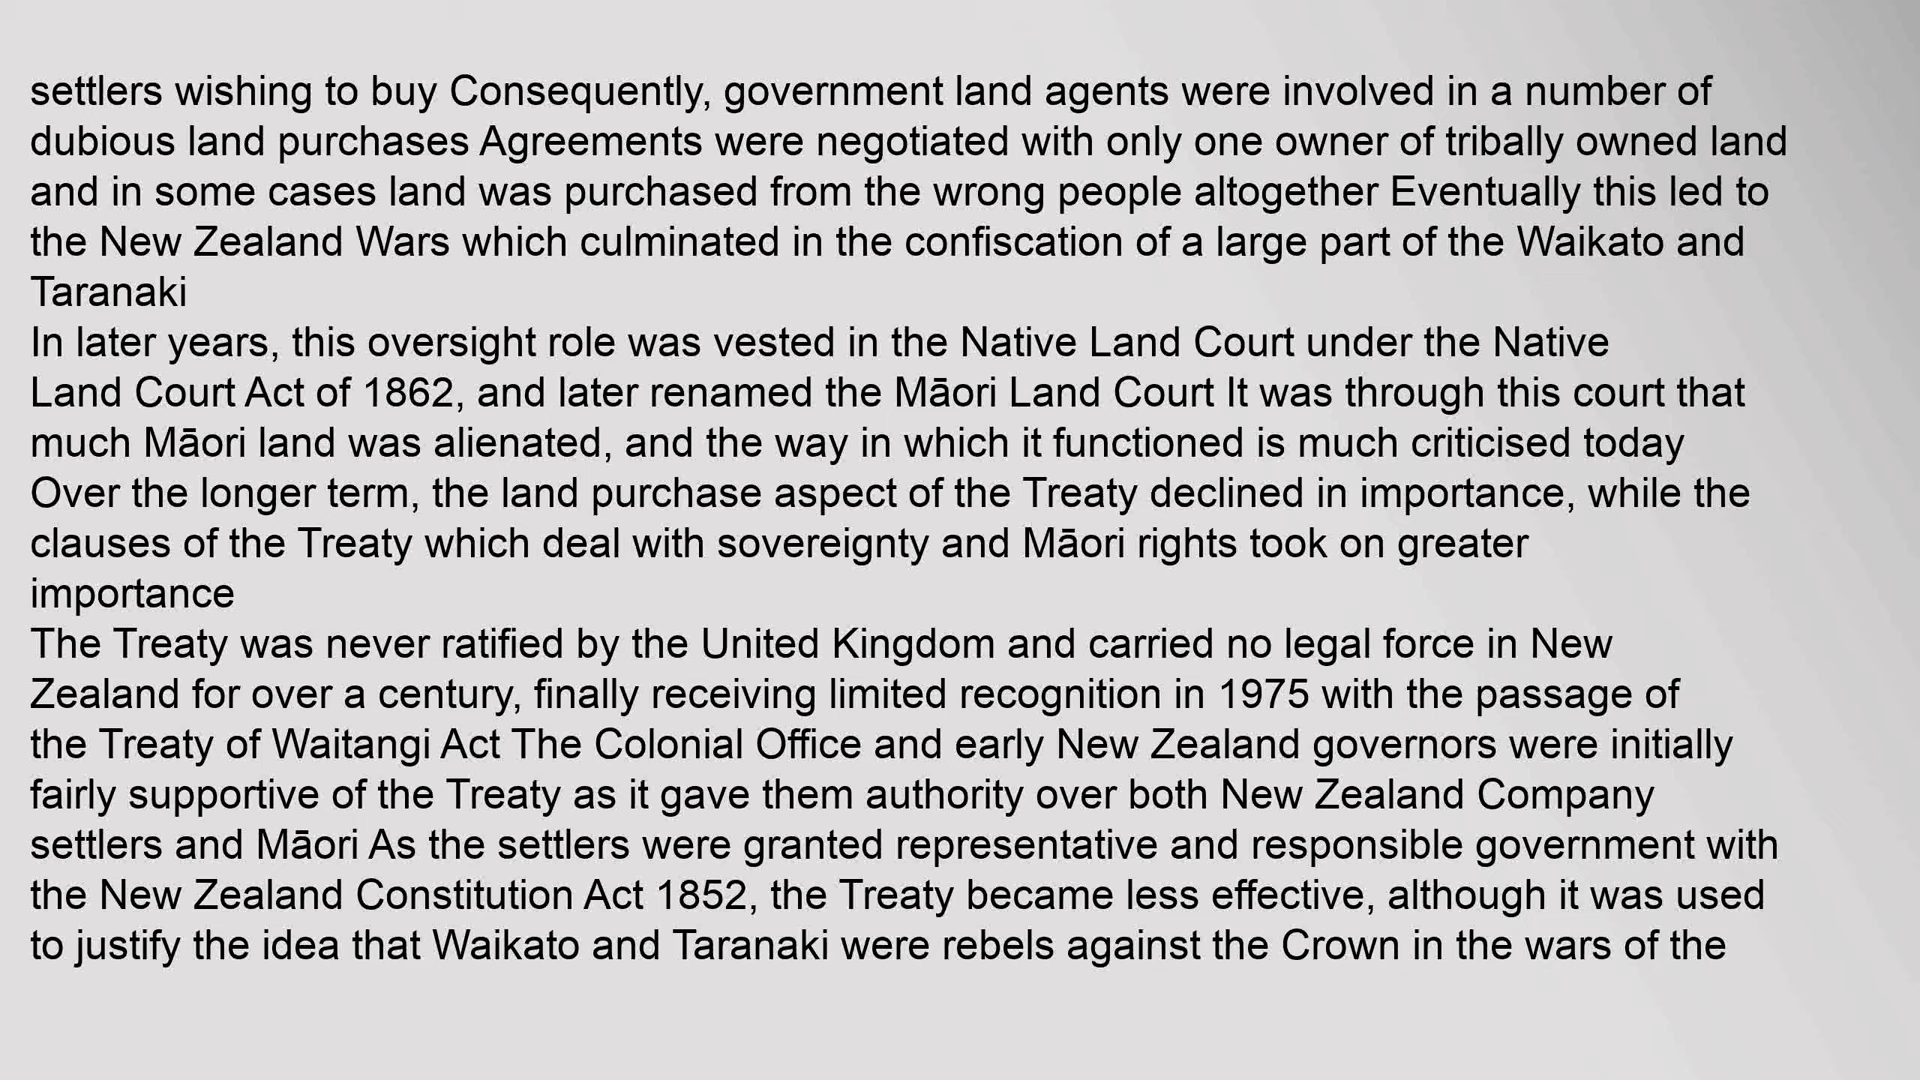 settlers wishing to buy Consequently, government land agents were involved in a number of
dubious land purchases Agreements were negotiated with only one owner of tribally owned land
and in some cases land was purchased from the wrong people altogether Eventually this led to
the New Zealand Wars which culminated in the confiscation of a large part of the Waikato and
Taranaki
In later years, this oversight role was vested in the Native Land Court under the Native
Land Court Act of 1862, and later renamed the Māori Land Court It was through this court that
much Māori land was alienated, and the way in which it functioned is much criticised today
Over the longer term, the land purchase aspect of the Treaty declined in importance, while the
clauses of the Treaty which deal with sovereignty and Māori rights took on greater
importance
The Treaty was never ratified by the United Kingdom and carried no legal force in New
Zealand for over a century, finally receiving limited recognition in 1975 with the passage of
the Treaty of Waitangi Act The Colonial Office and early New Zealand governors were initially
fairly supportive of the Treaty as it gave them authority over both New Zealand Company
settlers and Māori As the settlers were granted representative and responsible government with
the New Zealand Constitution Act 1852, the Treaty became less effective, although it was used
to justify the idea that Waikato and Taranaki were rebels against the Crown in the wars of the